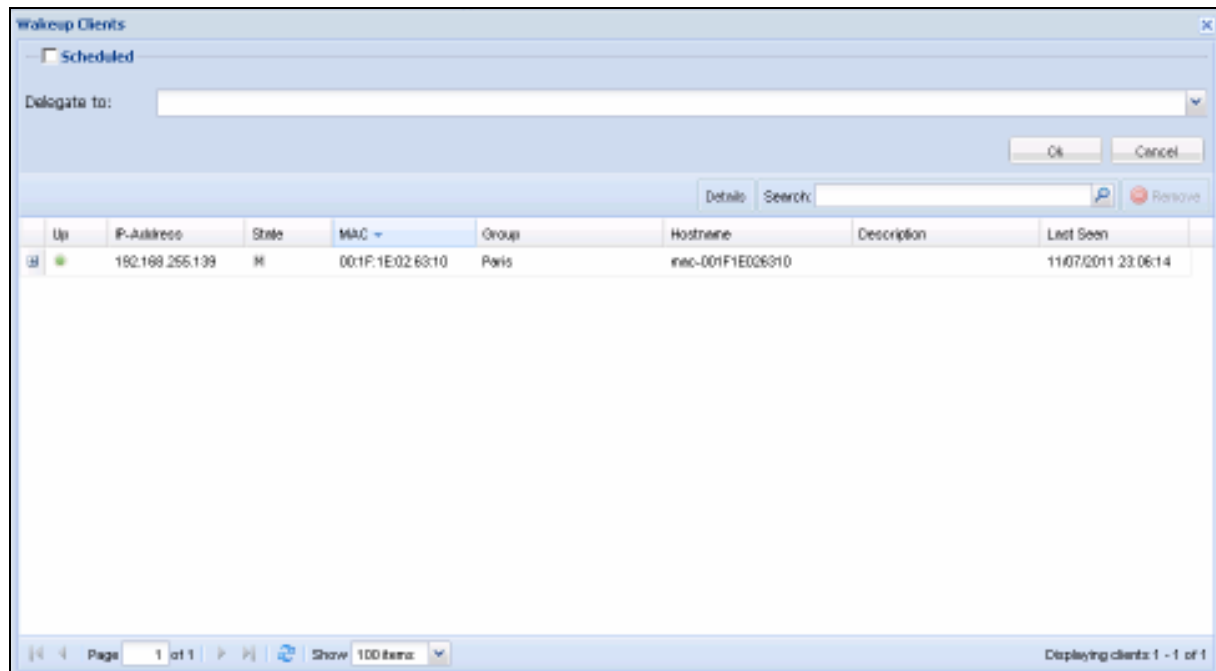 Wakeup Clients
Scheduled
Delegate to:
Ok Cancel
Details Search: Remove
Up IP-Address State MAC Group Hostname Description Last Seen
192.168.255.139 M 00:1F:1E:02:63:10 Paris mac-001F1E026310 11/07/2011 23:06:14
Page 1 of 1 Show 100 items Displaying clients 1 - 1 of 1